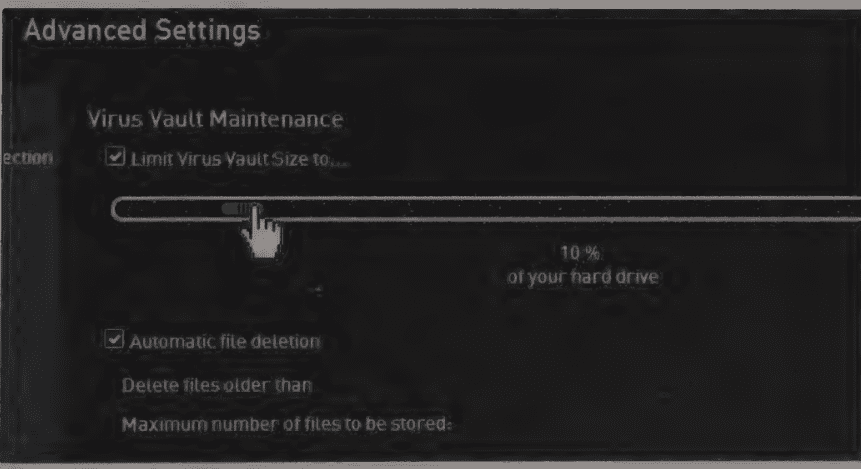 Advanced Settings
Virus Vault Maintenance
ection
Limit Virus Vault Size to...
10 %
of your hard drive
Automatic file deletion
Delete files older than
Maximum number of files to be stored: